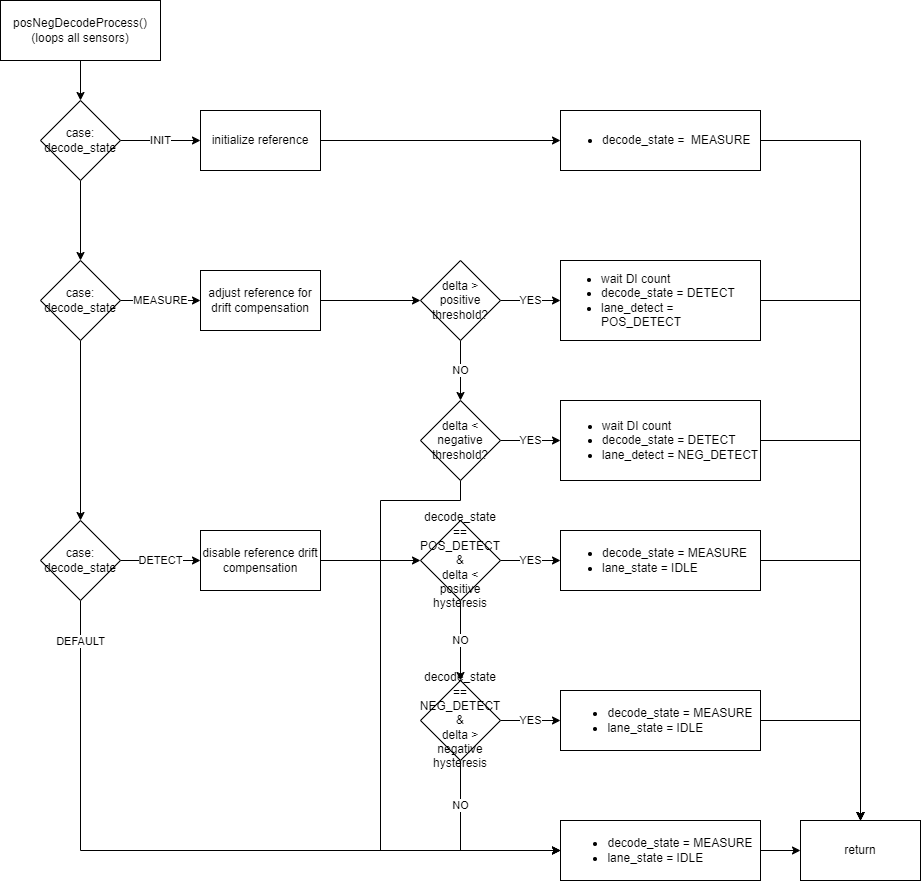 posNegDecodeProcess()
(loops all sensors)
case:
decode_state
INIT
initialize reference
• decode_state = MEASURE
case:
decode_state
MEASURE
adjust reference for
drift compensation
delta >
positive
threshold?
YES
• wait DI count
• decode_state = DETECT
• lane_detect =
POS_DETECT
NO
delta <
negative
threshold?
YES
• wait DI count
• decode_state = DETECT
• lane_detect = NEG_DETECT
case:
decode_state
DETECT
disable reference drift
compensation
decode_state
==
POS_DETECT
&
delta <
positive
hysteresis
YES
• decode_state = MEASURE
• lane_state = IDLE
DEFAULT
NO
decode_state
==
NEG_DETECT
&
delta >
negative
hysteresis
YES
• decode_state = MEASURE
• lane_state = IDLE
NO
• decode_state = MEASURE
• lane_state = IDLE
return